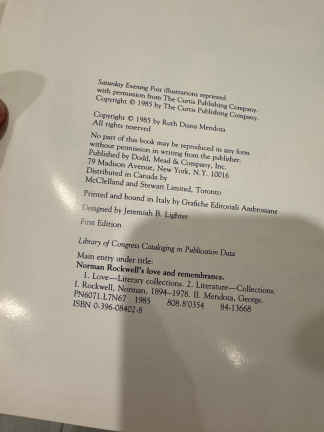 Saturday Evening Post illustrations reprinted
with permission from The Curtis Publishing Company.
Copyright © 1985 by The Curtis Publishing Company.
Copyright © 1985 by Ruth Diana Mendoza
All rights reserved
No part of this book may be reproduced in any form
without permission in writing from the publisher.
Published by Dodd, Mead & Company, Inc.
79 Madison Avenue, New York, N.Y. 10016
Distributed in Canada by
McClelland and Stewart Limited, Toronto
Printed and bound in Italy by Grafiche Editoriali Ambrosiane
Designed by Jeremiah B. Lighter
First Edition
Library of Congress Cataloging in Publication Data
Main entry under title:
Norman Rockwell's love and remembrance.
1. Love—Literary collections. 2. Literature—Collections.
I. Rockwell, Norman, 1894-1978. II. Mendoza, George.
PN6071.L7N67 1985 808.8'0354 84-13668
ISBN 0-396-08402-8